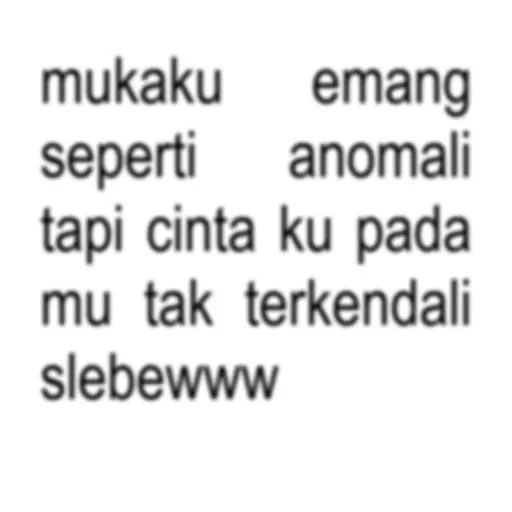 mukaku emang
seperti anomali
tapi cinta ku pada
mu tak terkendali
slebewww